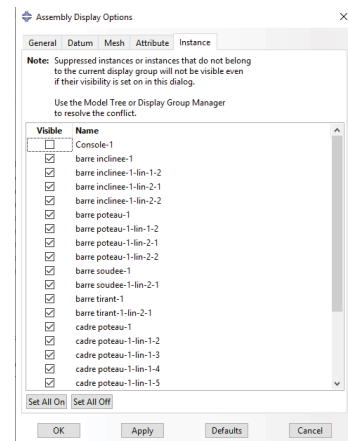 Assembly Display Options
General Datum Mesh Attribute Instance
Note: Suppressed instances or instances that do not belong
to the current display group will not be visible even
if their visibility is set on in this dialog.
Use the Model Tree or Display Group Manager
to resolve the conflict.
Visible Name
Console-1
barre inclinee-1
barre inclinee-1-lin-1-2
barre inclinee-1-lin-2-1
barre inclinee-1-lin-2-2
barre poteau-1
barre poteau-1-lin-1-2
barre poteau-1-lin-2-1
barre poteau-1-lin-2-2
barre soudee-1
barre soudee-1-lin-2-1
barre tirant-1
barre tirant-1-lin-2-1
cadre poteau-1
cadre poteau-1-lin-1-2
cadre poteau-1-lin-1-3
cadre poteau-1-lin-1-4
cadre poteau-1-lin-1-5
Set All On Set All Off
OK Apply Defaults Cancel